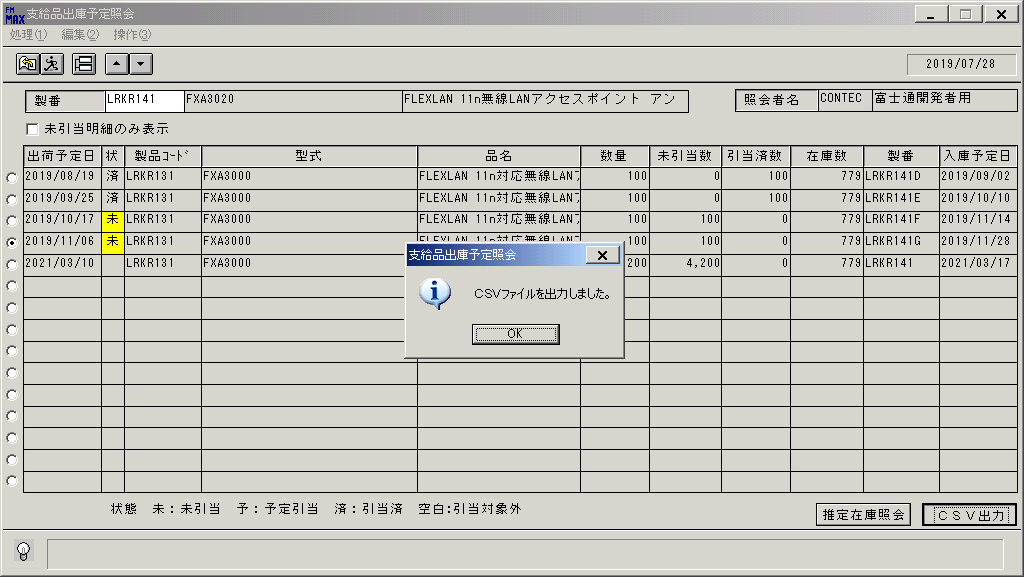 FM MAX 支給品出庫予定照会
処理(1) 編集(2) 操作(3)
2019/07/28
製番 LRKR141 FXA3020 FLEXLAN 11n無線LANアクセスポイント アン 照会者名 CONTEC 富士通開発者用
未引当明細のみ表示
出荷予定日 状 製品ｺｰﾄﾞ 型式 品名 数量 未引当数 引当済数 在庫数 製番 入庫予定日
2019/08/19 済 LRKR131 FXA3000 FLEXLAN 11n対応無線LAN 100 0 100 779 LRKR141D 2019/09/02
2019/09/25 済 LRKR131 FXA3000 FLEXLAN 11n対応無線LAN 100 0 100 779 LRKR141E 2019/10/10
2019/10/17 未 LRKR131 FXA3000 FLEXLAN 11n対応無線LAN 100 100 0 779 LRKR141F 2019/11/14
2019/11/06 未 LRKR131 FXA3000 100 100 0 779 LRKR141G 2019/11/28
2021/03/10 LRKR131 FXA3000 200 4,200 0 779 LRKR141 2021/03/17
支給品出庫予定照会
CSVファイルを出力しました。
OK
状態 未：未引当 予：予定引当 済：引当済 空白:引当対象外
推定在庫照会 ＣＳＶ出力